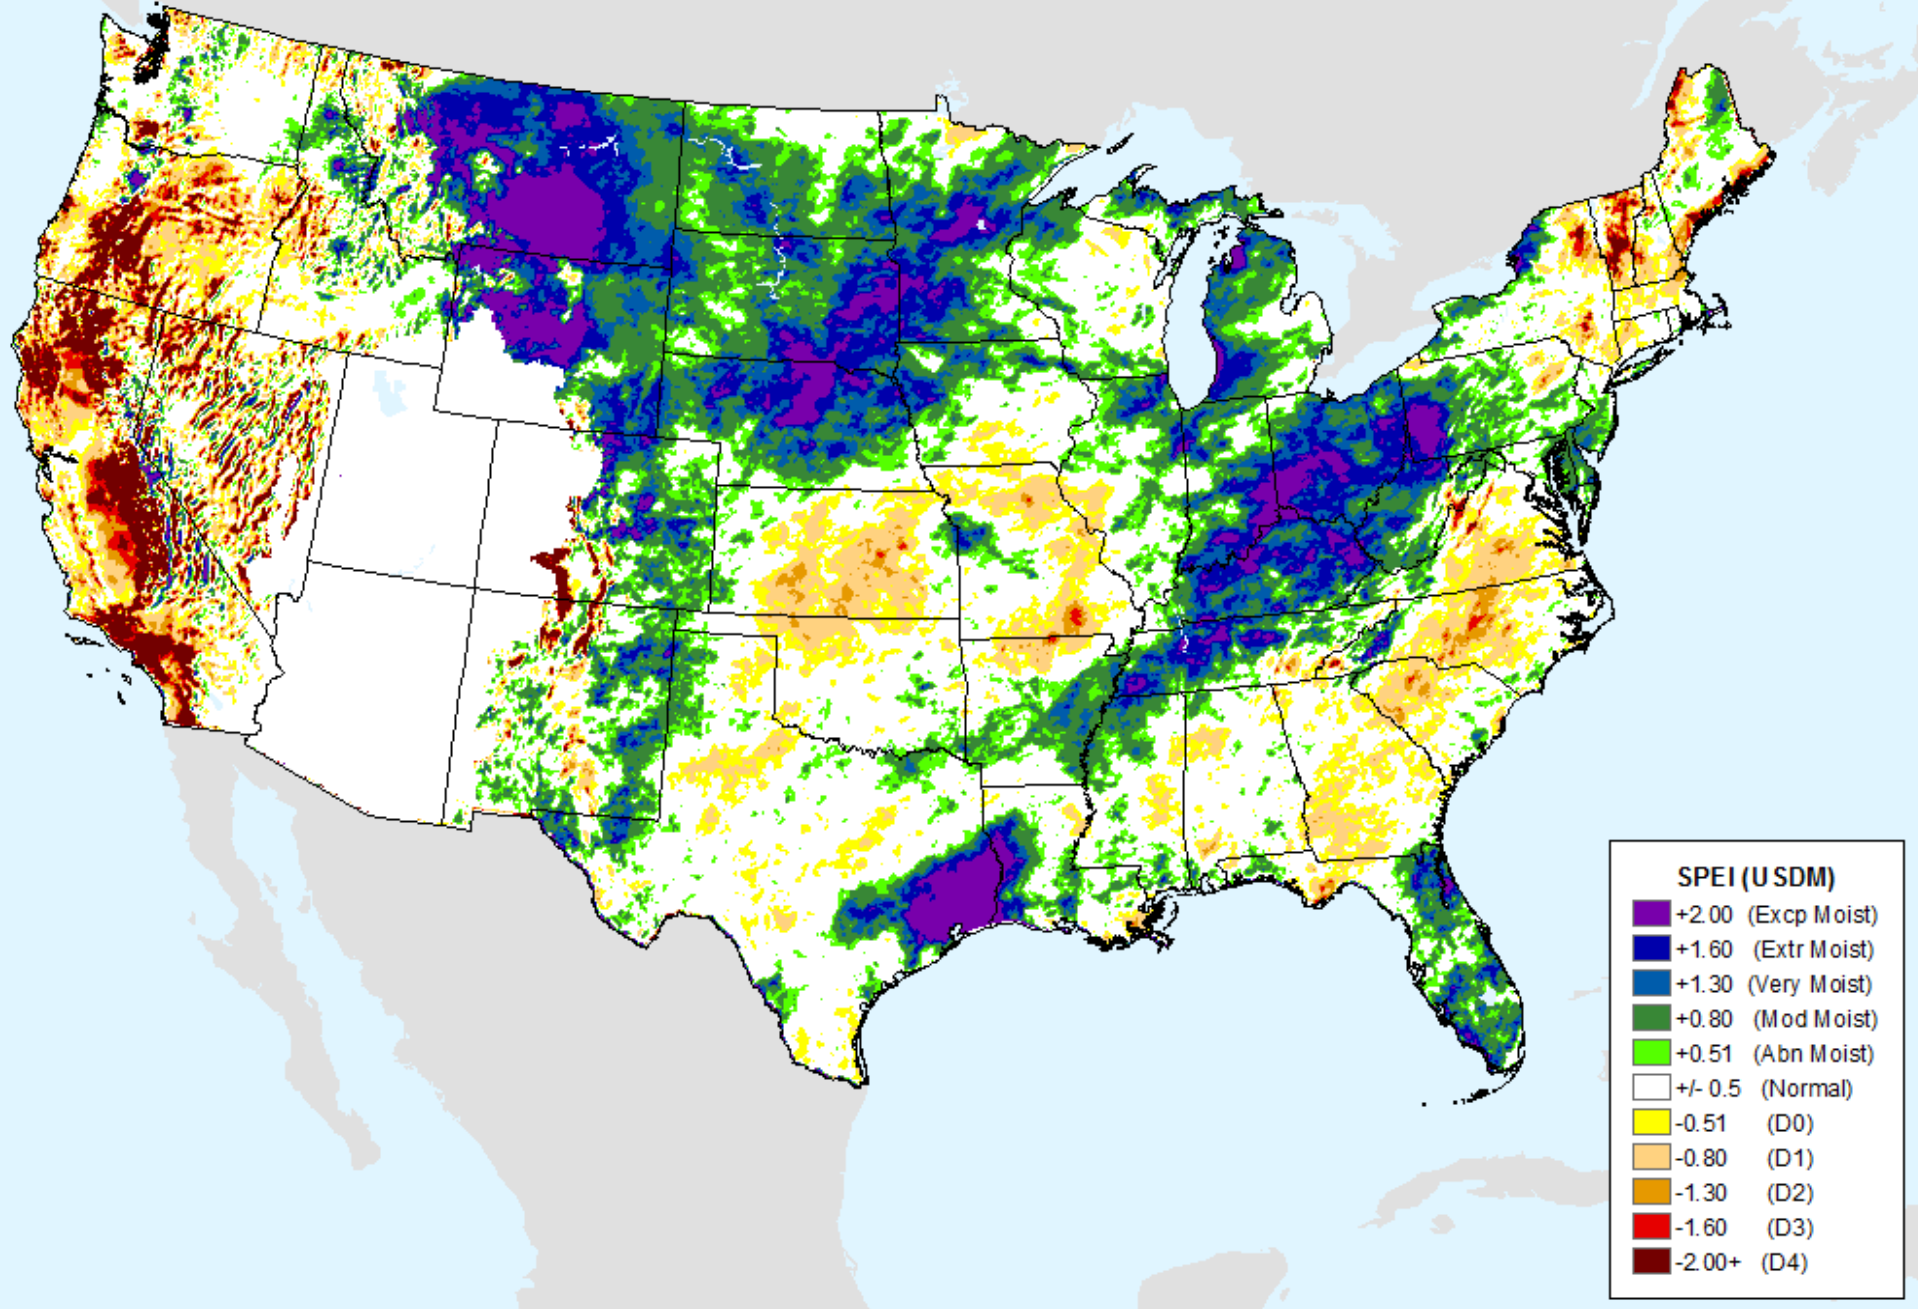 SPEI (USDM)
+2.00 (Excp Moist)
+1.60 (Extr Moist)
+1.30 (Very Moist)
+0.80 (Mod Moist)
+0.51 (Abn Moist)
+/- 0.5 (Normal)
-0.51 (D0)
-0.80 (D1)
-1.30 (D2)
-1.60 (D3)
-2.00+ (D4)